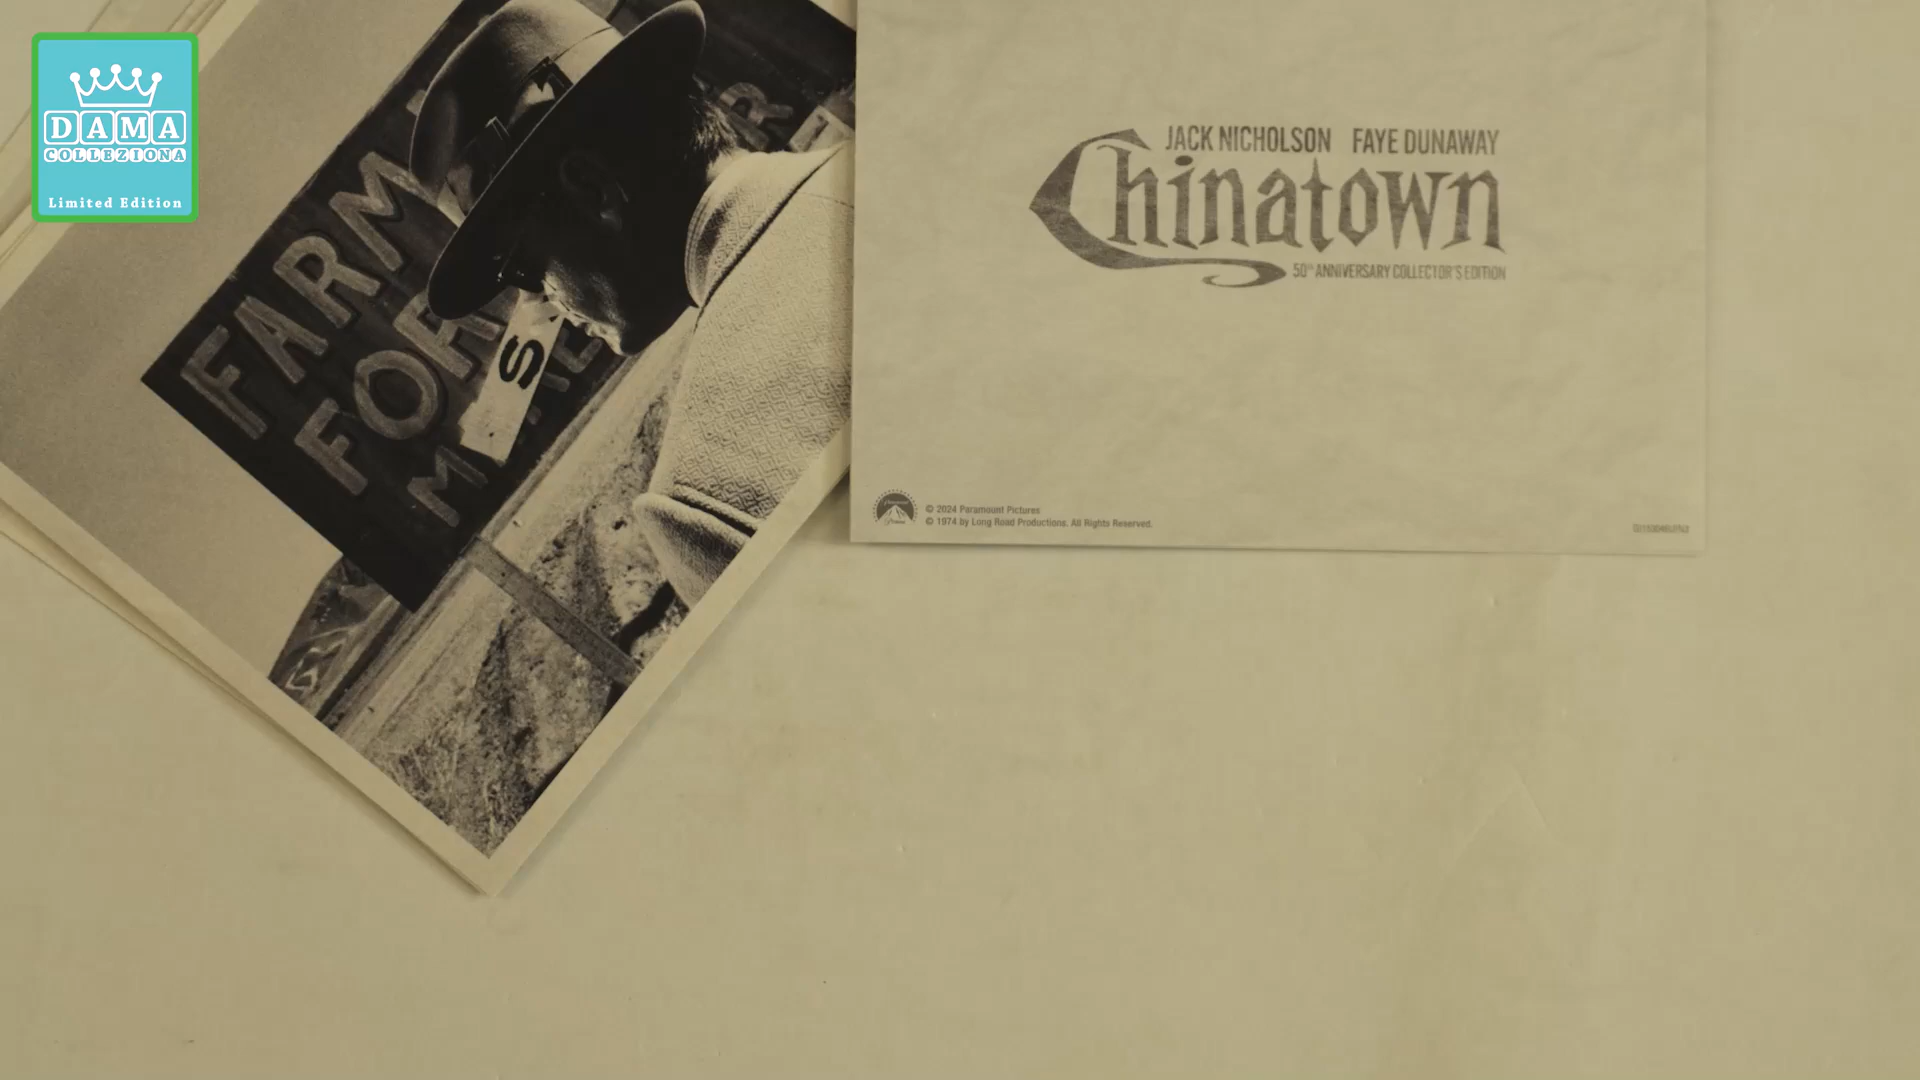 DAMA
COLLEZIONA
Limited Edition
FARM
FOR
S
JACK NICHOLSON FAYE DUNAWAY
Chinatown
50th ANNIVERSARY COLLECTOR'S EDITION
© 2024 Paramount Pictures
© 1974 by Long Road Productions. All Rights Reserved.